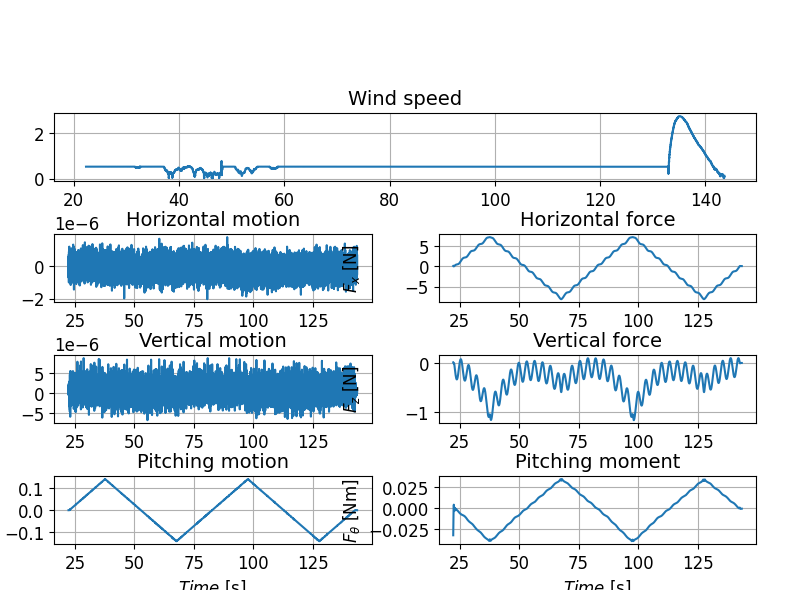 Wind speed
2
0
20 40 60 80 100 120 140
1e−6
Horizontal motion
Horizontal force
0
−2
25 50 75 100 125
F_x [N]
5
0
−5
25 50 75 100 125
1e−6
Vertical motion
Vertical force
5
0
−5
25 50 75 100 125
F_z [N]
0
−1
25 50 75 100 125
Pitching motion
Pitching moment
0.1
0.0
−0.1
25 50 75 100 125
Time [s]
F_θ [Nm]
0.025
0.000
−0.025
25 50 75 100 125
Time [s]